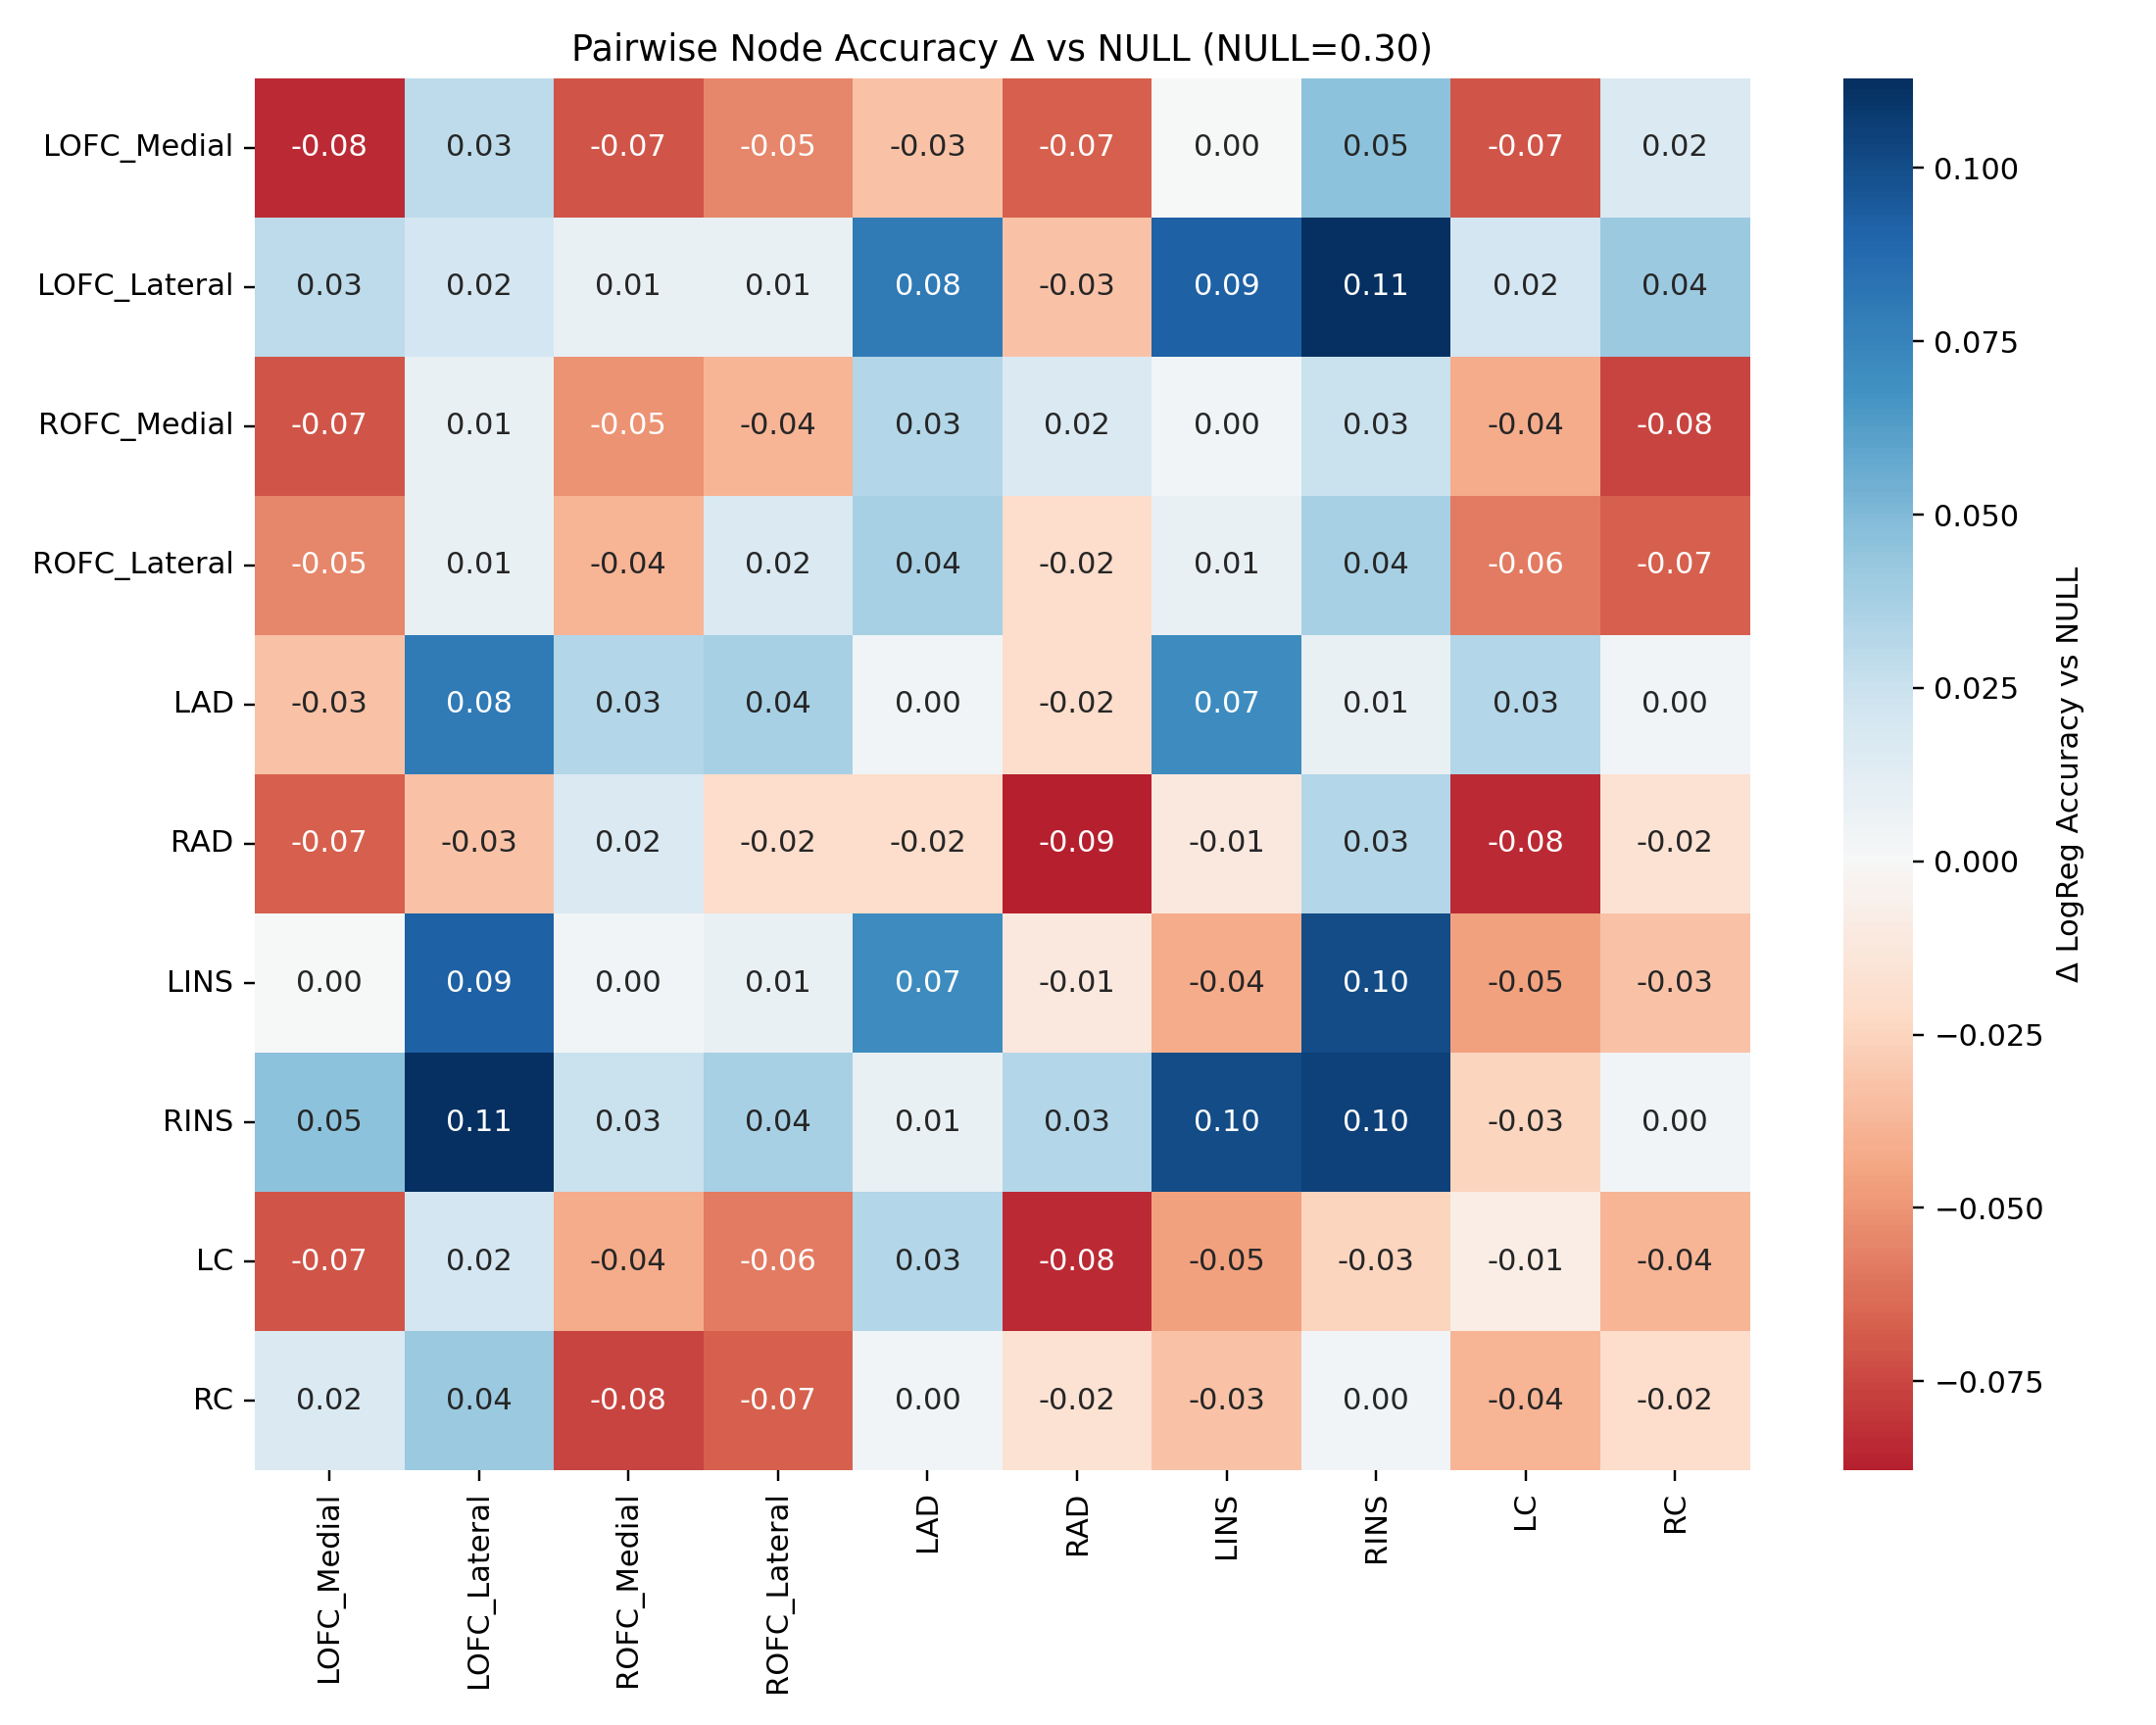 Pairwise Node Accuracy Δ vs NULL (NULL=0.30)
LOFC_Medial -0.08 0.03 -0.07 -0.05 -0.03 -0.07 0.00 0.05 -0.07 0.02
LOFC_Lateral 0.03 0.02 0.01 0.01 0.08 -0.03 0.09 0.11 0.02 0.04
ROFC_Medial -0.07 0.01 -0.05 -0.04 0.03 0.02 0.00 0.03 -0.04 -0.08
ROFC_Lateral -0.05 0.01 -0.04 0.02 0.04 -0.02 0.01 0.04 -0.06 -0.07
LAD -0.03 0.08 0.03 0.04 0.00 -0.02 0.07 0.01 0.03 0.00
RAD -0.07 -0.03 0.02 -0.02 -0.02 -0.09 -0.01 0.03 -0.08 -0.02
LINS 0.00 0.09 0.00 0.01 0.07 -0.01 -0.04 0.10 -0.05 -0.03
RINS 0.05 0.11 0.03 0.04 0.01 0.03 0.10 0.10 -0.03 0.00
LC -0.07 0.02 -0.04 -0.06 0.03 -0.08 -0.05 -0.03 -0.01 -0.04
RC 0.02 0.04 -0.08 -0.07 0.00 -0.02 -0.03 0.00 -0.04 -0.02
LOFC_Medial
LOFC_Lateral
ROFC_Medial
ROFC_Lateral
LAD
RAD
LINS
RINS
LC
RC
0.100
0.075
0.050
0.025
0.000
−0.025
−0.050
−0.075
Δ LogReg Accuracy vs NULL